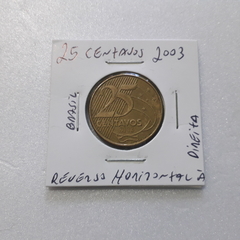 25 CENTAVOS 2003
BRASIL
25
CENTAVOS
DIREITA
REVERSO HORIZONTAL À